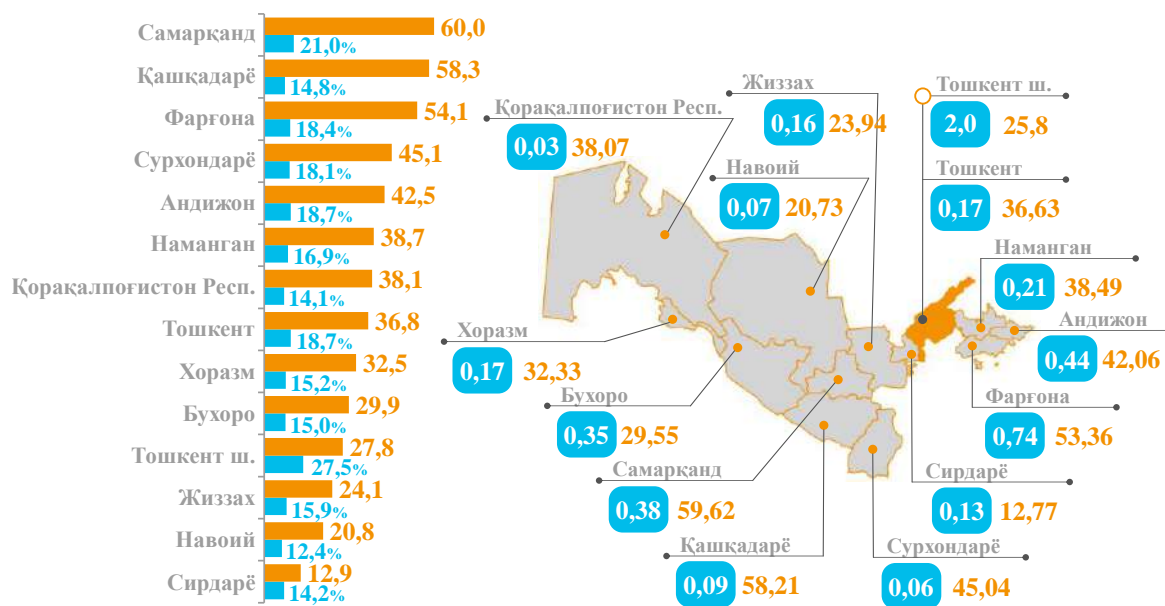 Самарқанд 60,0
21,0%
Қашқадарё 58,3
14,8%
Фарғона 54,1
18,4%
Сурхондарё 45,1
18,1%
Андижон 42,5
18,7%
Наманган 38,7
16,9%
Қорақалпоғистон Респ. 38,1
14,1%
Тошкент 36,8
18,7%
Хоразм 32,5
15,2%
Бухоро 29,9
15,0%
Тошкент ш. 27,8
27,5%
Жиззах 24,1
15,9%
Навоий 20,8
12,4%
Сирдарё 12,9
14,2%
Қорақалпоғистон Респ.
0,03 38,07
Жиззах
0,16 23,94
Тошкент ш.
2,0 25,8
Навоий
0,07 20,73
Тошкент
0,17 36,63
Наманган
0,21 38,49
Андижон
0,44 42,06
Хоразм
0,17 32,33
Бухоро
0,35 29,55
Фарғона
0,74 53,36
Самарқанд
0,38 59,62
Сирдарё
0,13 12,77
Қашқадарё
0,09 58,21
Сурхондарё
0,06 45,04